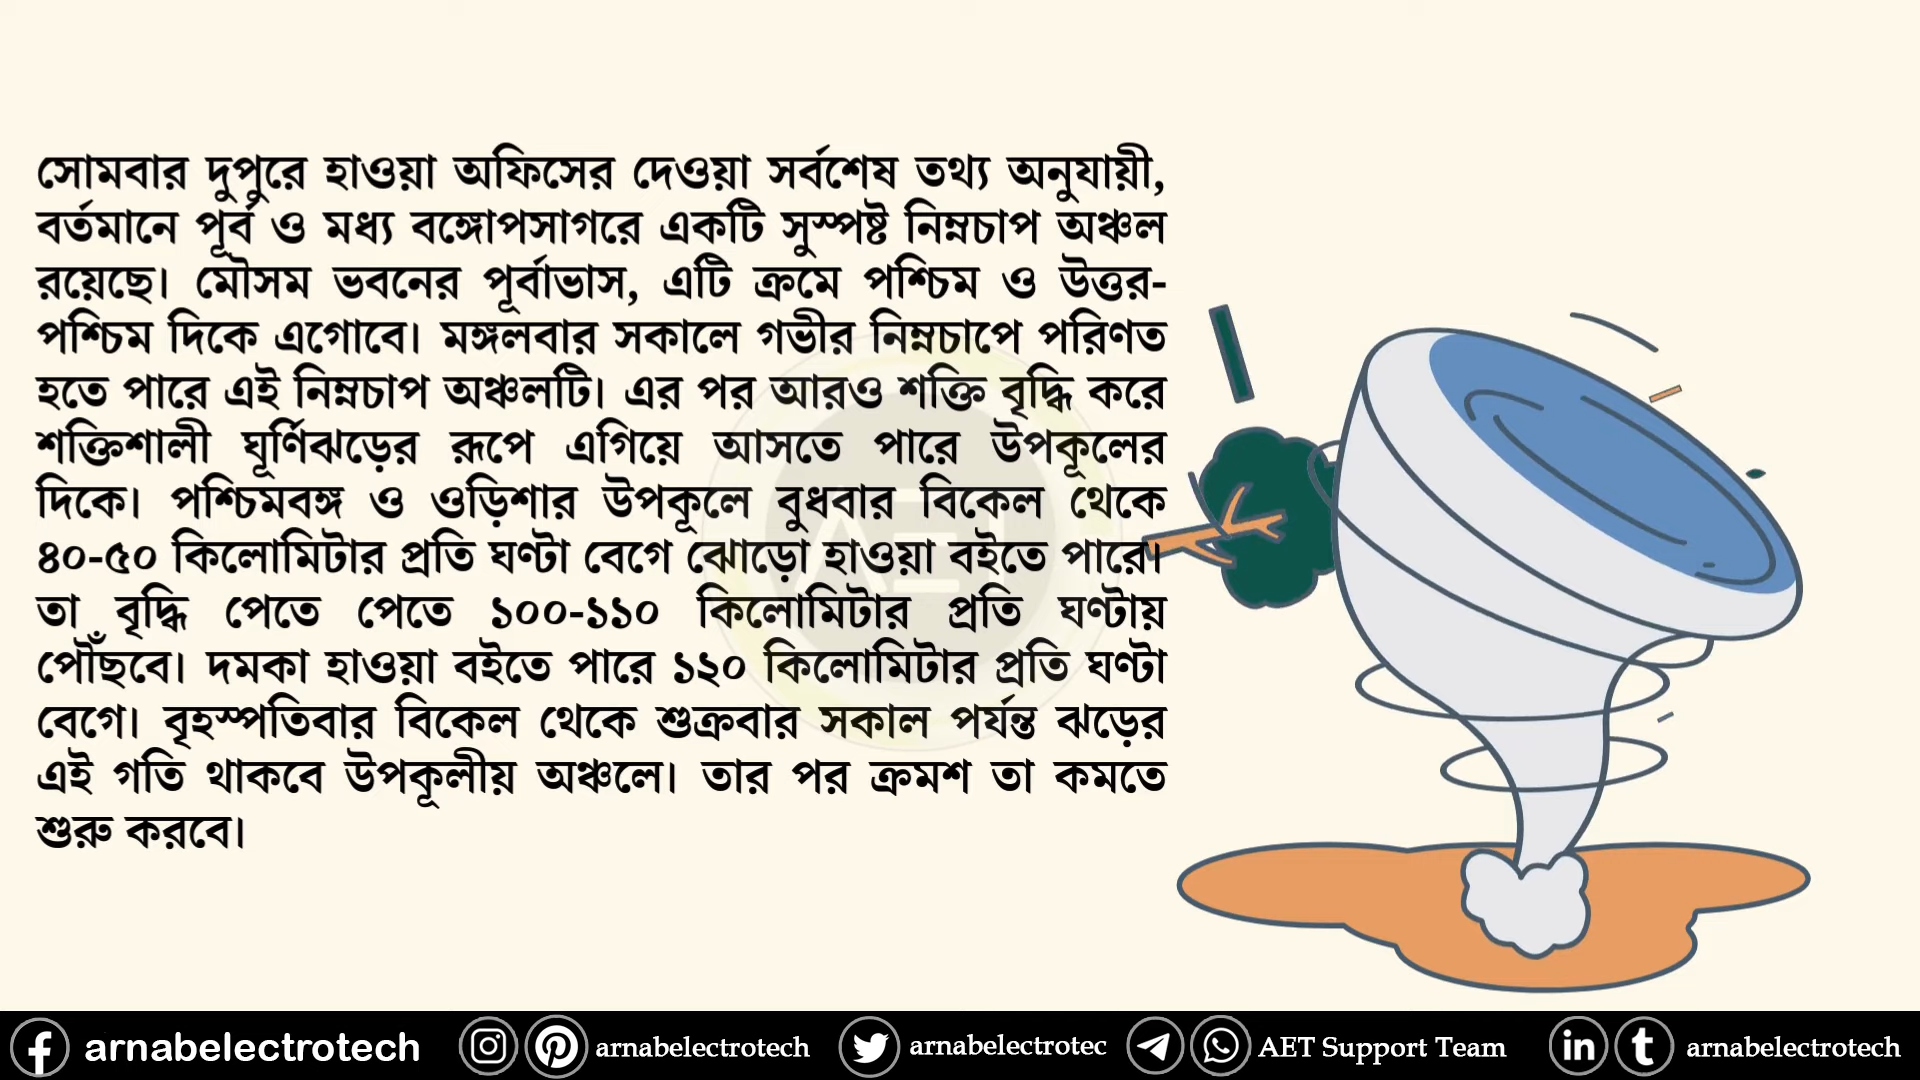 সোমবার দুপুরে হাওয়া অফিসের দেওয়া সর্বশেষ তথ্য অনুযায়ী,
বর্তমানে পূর্ব ও মধ্য বঙ্গোপসাগরে একটি সুস্পষ্ট নিম্নচাপ অঞ্চল
রয়েছে। মৌসম ভবনের পূর্বাভাস, এটি ক্রমে পশ্চিম ও উত্তর-
পশ্চিম দিকে এগোবে। মঙ্গলবার সকালে গভীর নিম্নচাপে পরিণত
হতে পারে এই নিম্নচাপ অঞ্চলটি। এর পর আরও শক্তি বৃদ্ধি করে
শক্তিশালী ঘূর্ণিঝড়ের রূপে এগিয়ে আসতে পারে উপকূলের
দিকে। পশ্চিমবঙ্গ ও ওড়িশার উপকূলে বুধবার বিকেল থেকে
৪০-৫০ কিলোমিটার প্রতি ঘণ্টা বেগে ঝোড়ো হাওয়া বইতে পারে।
তা বৃদ্ধি পেতে পেতে ১০০-১১০ কিলোমিটার প্রতি ঘণ্টায়
পৌঁছবে। দমকা হাওয়া বইতে পারে ১২০ কিলোমিটার প্রতি ঘণ্টা
বেগে। বৃহস্পতিবার বিকেল থেকে শুক্রবার সকাল পর্যন্ত ঝড়ের
এই গতি থাকবে উপকূলীয় অঞ্চলে। তার পর ক্রমশ তা কমতে
শুরু করবে।
AET
arnabelectrotech arnabelectrotech arnabelectrotec AET Support Team arnabelectrotech